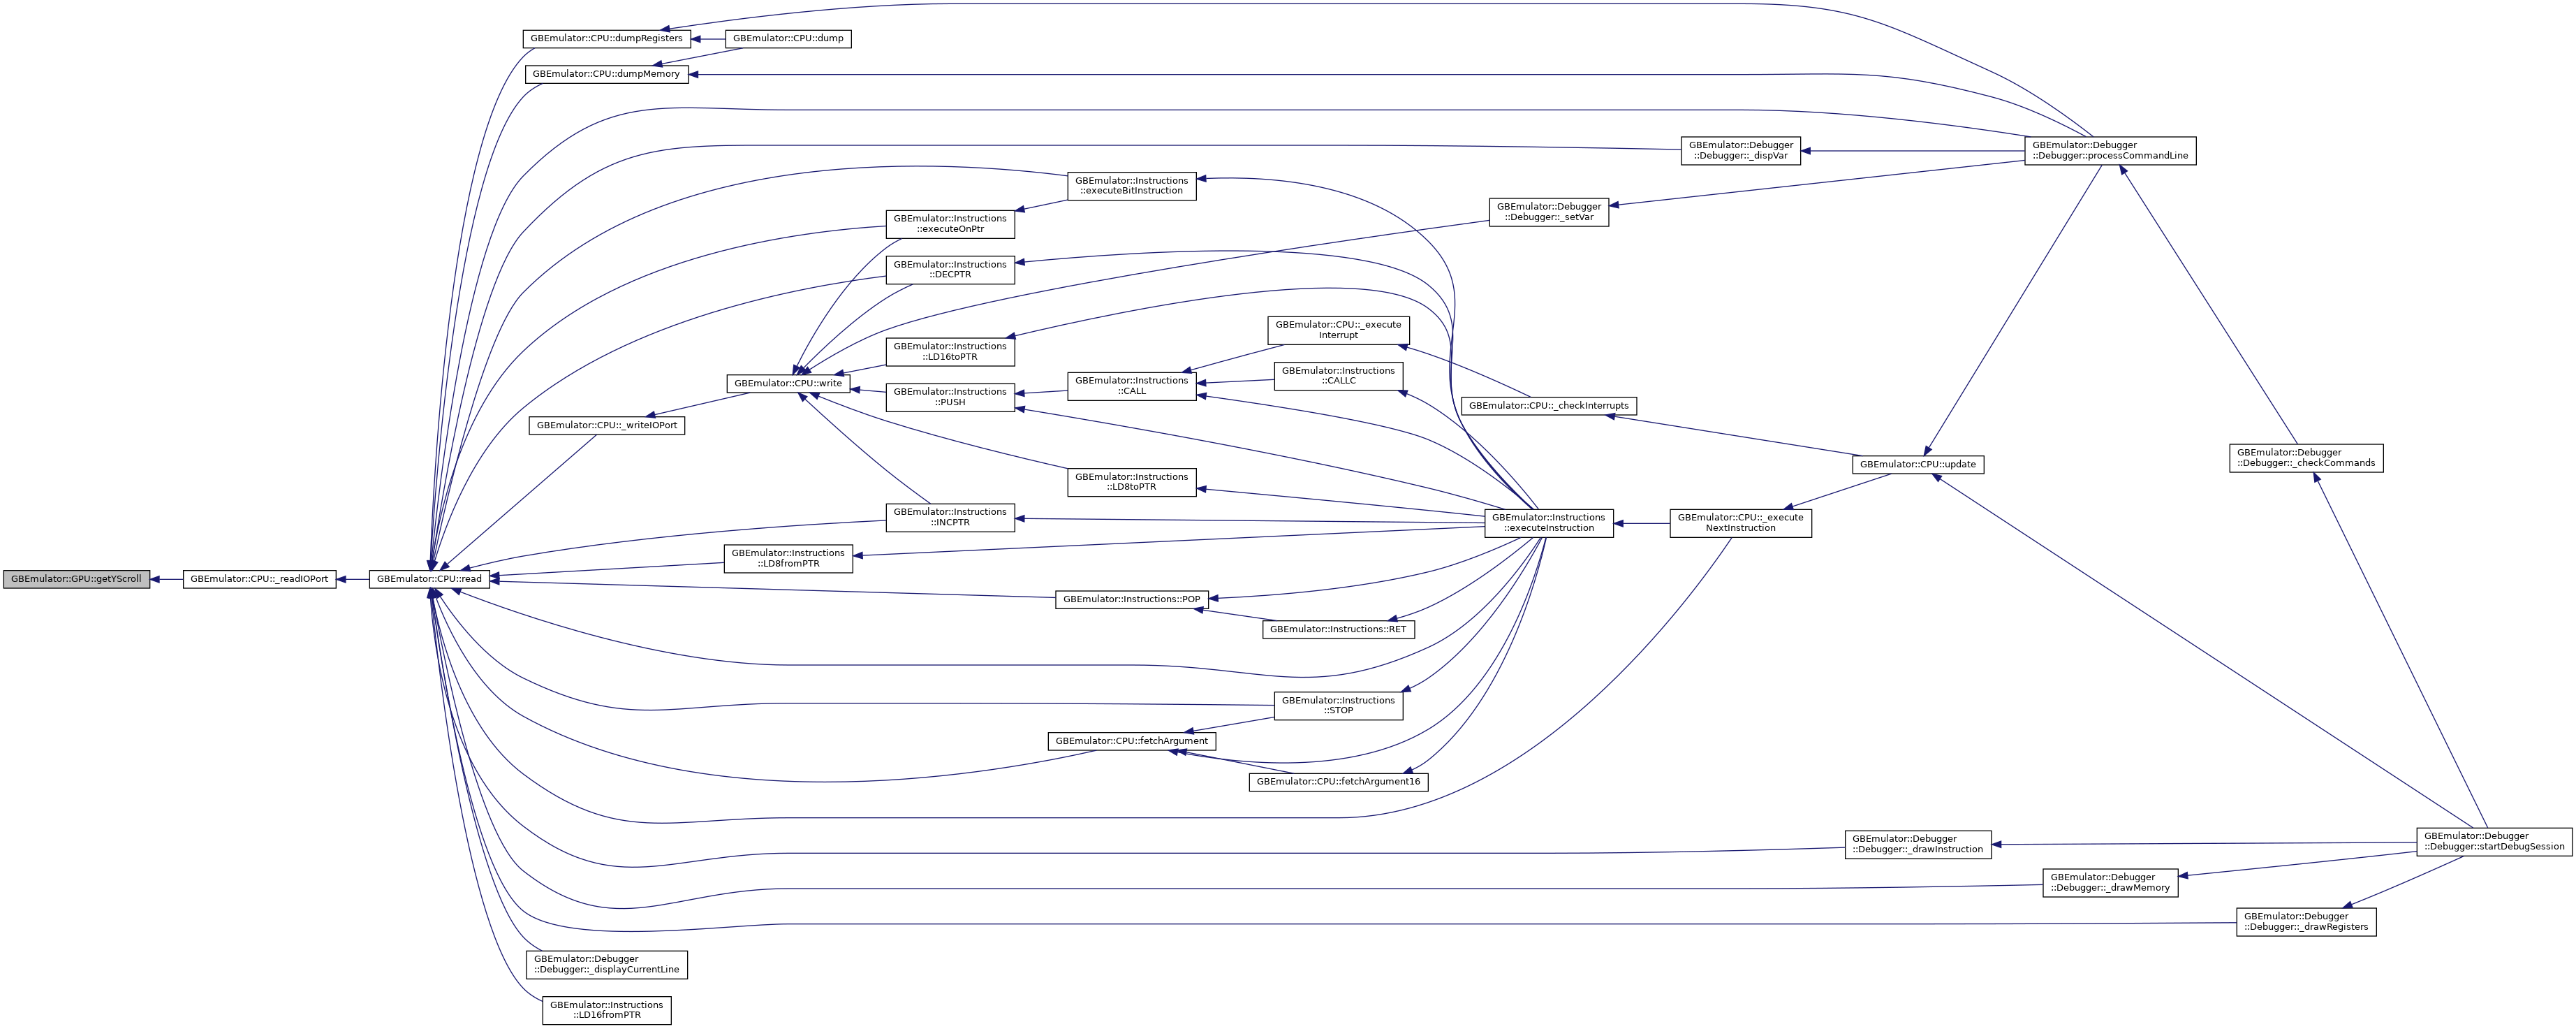 GBEmulator::CPU::dumpRegisters
GBEmulator::CPU::dump
GBEmulator::CPU::dumpMemory
GBEmulator::Debugger
::Debugger::processCommandLine
GBEmulator::Debugger
::Debugger::_dispVar
GBEmulator::Instructions
::executeBitInstruction
GBEmulator::Debugger
::Debugger::_setVar
GBEmulator::Instructions
::executeOnPtr
GBEmulator::Instructions
::DECPTR
GBEmulator::CPU::_execute
Interrupt
GBEmulator::Instructions
::LD16toPTR
GBEmulator::Instructions
::CALLC
GBEmulator::CPU::write
GBEmulator::Instructions
::CALL
GBEmulator::Instructions
::PUSH
GBEmulator::CPU::_checkInterrupts
GBEmulator::CPU::_writeIOPort
GBEmulator::Debugger
::Debugger::_checkCommands
GBEmulator::CPU::update
GBEmulator::Instructions
::LD8toPTR
GBEmulator::Instructions
::INCPTR
GBEmulator::Instructions
::executeInstruction
GBEmulator::CPU::_execute
NextInstruction
GBEmulator::Instructions
::LD8fromPTR
GBEmulator::GPU::getYScroll
GBEmulator::CPU::_readIOPort
GBEmulator::CPU::read
GBEmulator::Instructions::POP
GBEmulator::Instructions::RET
GBEmulator::Instructions
::STOP
GBEmulator::CPU::fetchArgument
GBEmulator::CPU::fetchArgument16
GBEmulator::Debugger
::Debugger::_drawInstruction
GBEmulator::Debugger
::Debugger::startDebugSession
GBEmulator::Debugger
::Debugger::_drawMemory
GBEmulator::Debugger
::Debugger::_drawRegisters
GBEmulator::Debugger
::Debugger::_displayCurrentLine
GBEmulator::Instructions
::LD16fromPTR